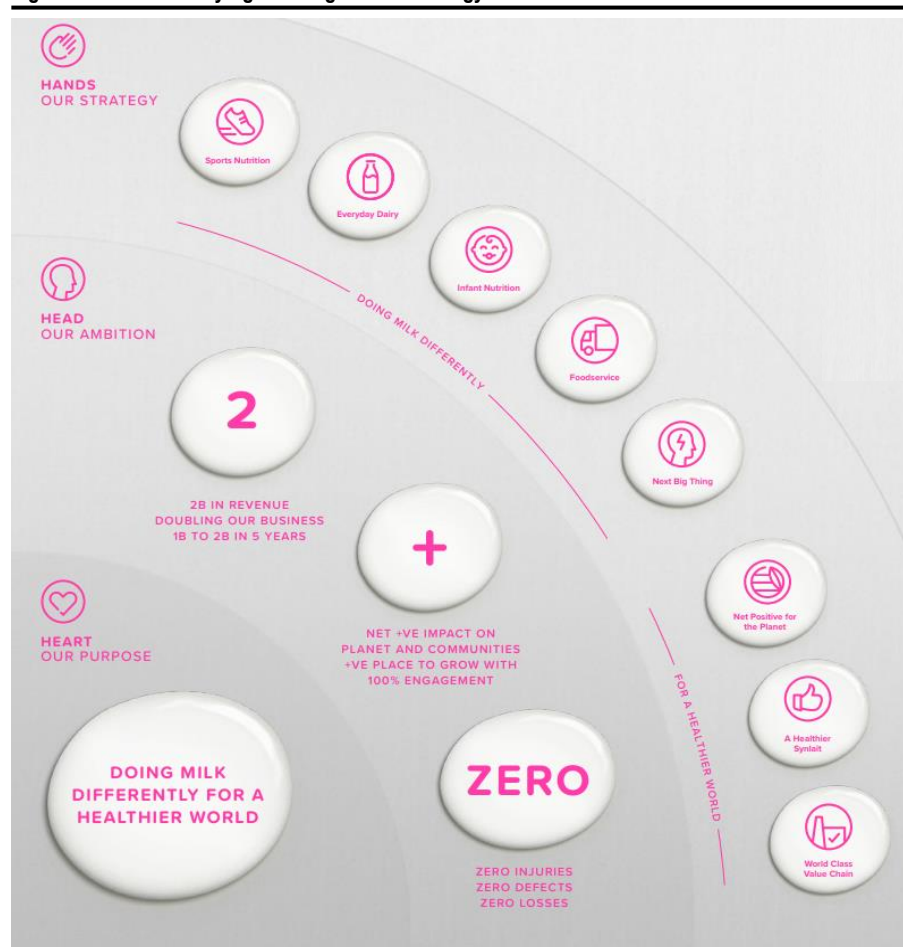 HANDS
OUR STRATEGY
Sports Nutrition
Everyday Dairy
Infant Nutrition
Foodservice
Next Big Thing
DOING MILK DIFFERENTLY
Net Positive for
the Planet
A Healthier
Synlait
World Class
Value Chain
FOR A HEALTHIER WORLD
HEAD
OUR AMBITION
2
2B IN REVENUE
DOUBLING OUR BUSINESS
1B TO 2B IN 5 YEARS
+
NET +VE IMPACT ON
PLANET AND COMMUNITIES
+VE PLACE TO GROW WITH
100% ENGAGEMENT
ZERO
ZERO INJURIES
ZERO DEFECTS
ZERO LOSSES
HEART
OUR PURPOSE
DOING MILK
DIFFERENTLY FOR A
HEALTHIER WORLD